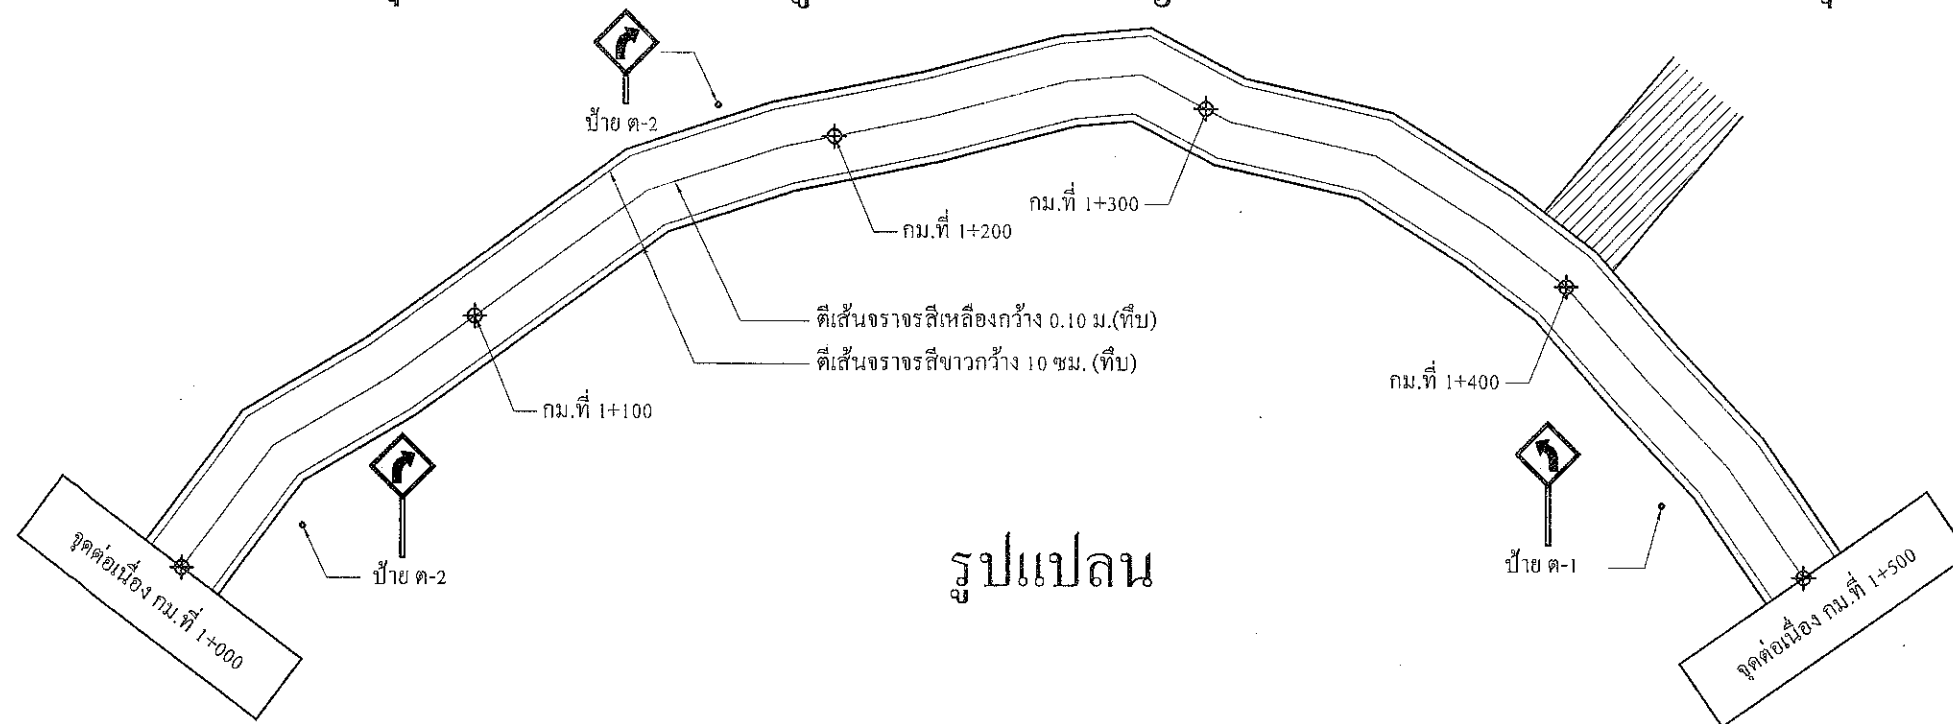 ป้าย ต-2
กม.ที่ 1+300
กม.ที่ 1+200
ตีเส้นจราจรสีเหลืองกว้าง 0.10 ม.(ทึบ)
ตีเส้นจราจรสีขาวกว้าง 10 ซม. (ทึบ)
กม.ที่ 1+400
กม.ที่ 1+100
ป้าย ต-2
รูปแปลน
ป้าย ต-1
จุดต่อเนื่อง กม.ที่ 1+000
จุดต่อเนื่อง กม.ที่ 1+500